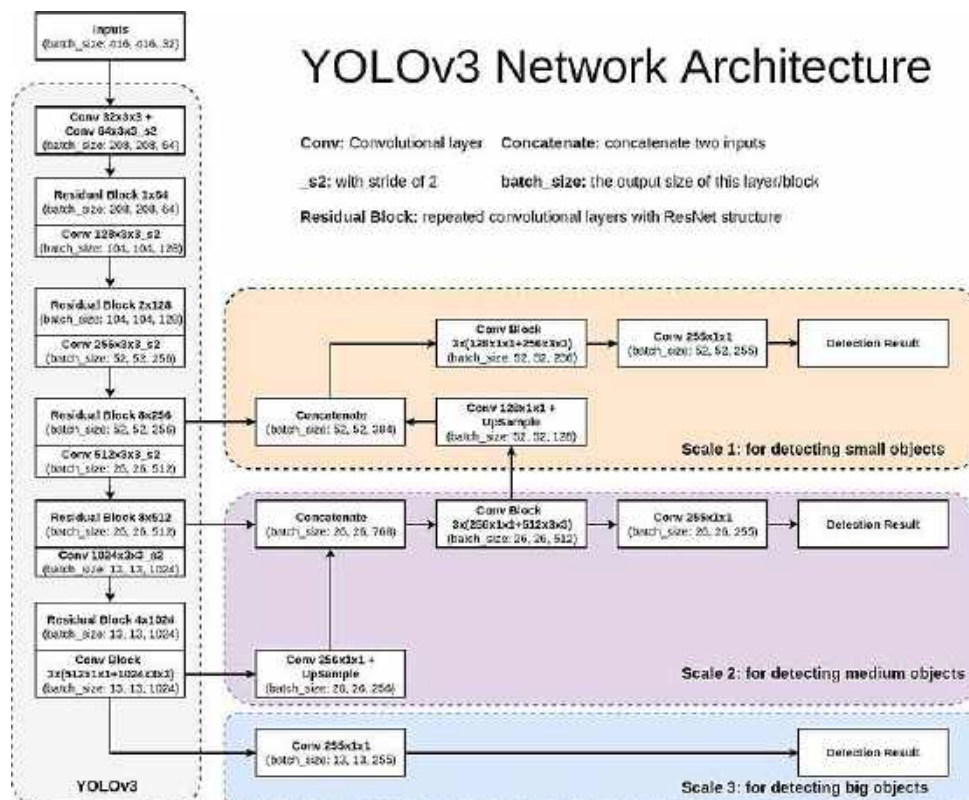 Inputs
(batch_size: 416, 416, 32)
YOLOv3 Network Architecture
Conv 32x3x3 +
Conv 64x3x3_s2
(batch_size: 208, 208, 64)
Conv: Convolutional layer Concatenate: concatenate two inputs
_s2: with stride of 2 batch_size: the output size of this layer/block
Residual Block: repeated convolutional layers with ResNet structure
Residual Block 1x64
(batch_size: 208, 208, 64)
Conv 128x3x3_s2
(batch_size: 104, 104, 128)
Residual Block 2x128
(batch_size: 104, 104, 128)
Conv 256x3x3_s2
(batch_size: 52, 52, 256)
Residual Block 8x256
(batch_size: 52, 52, 256)
Conv 512x3x3_s2
(batch_size: 26, 26, 512)
Residual Block 8x512
(batch_size: 26, 26, 512)
Conv 1024x3x3_s2
(batch_size: 13, 13, 1024)
Residual Block 4x1024
(batch_size: 13, 13, 1024)
Conv Block
3x(512x1x1+1024x3x3)
(batch_size: 13, 13, 1024)
YOLOv3
Conv Block
3x(128x1x1+256x3x3)
(batch_size: 52, 52, 256)
Conv 255x1x1
(batch_size: 52, 52, 255)
Detection Result
Concatenate
(batch_size: 52, 52, 384)
Conv 128x1x1 +
UpSample
(batch_size: 52, 52, 128)
Scale 1: for detecting small objects
Concatenate
(batch_size: 26, 26, 768)
Conv Block
3x(256x1x1+512x3x3)
(batch_size: 26, 26, 512)
Conv 255x1x1
(batch_size: 26, 26, 255)
Detection Result
Conv 256x1x1 +
UpSample
(batch_size: 26, 26, 256)
Scale 2: for detecting medium objects
Conv 255x1x1
(batch_size: 13, 13, 255)
Detection Result
Scale 3: for detecting big objects